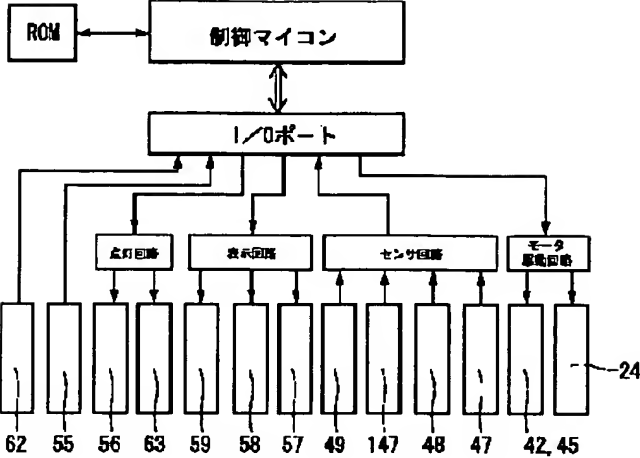 ROM
制御マイコン
I/Oポート
点灯回路
表示回路
センサ回路
モータ
駆動回路
24
62 55 56 63 59 58 57 49 147 48 47 42,45